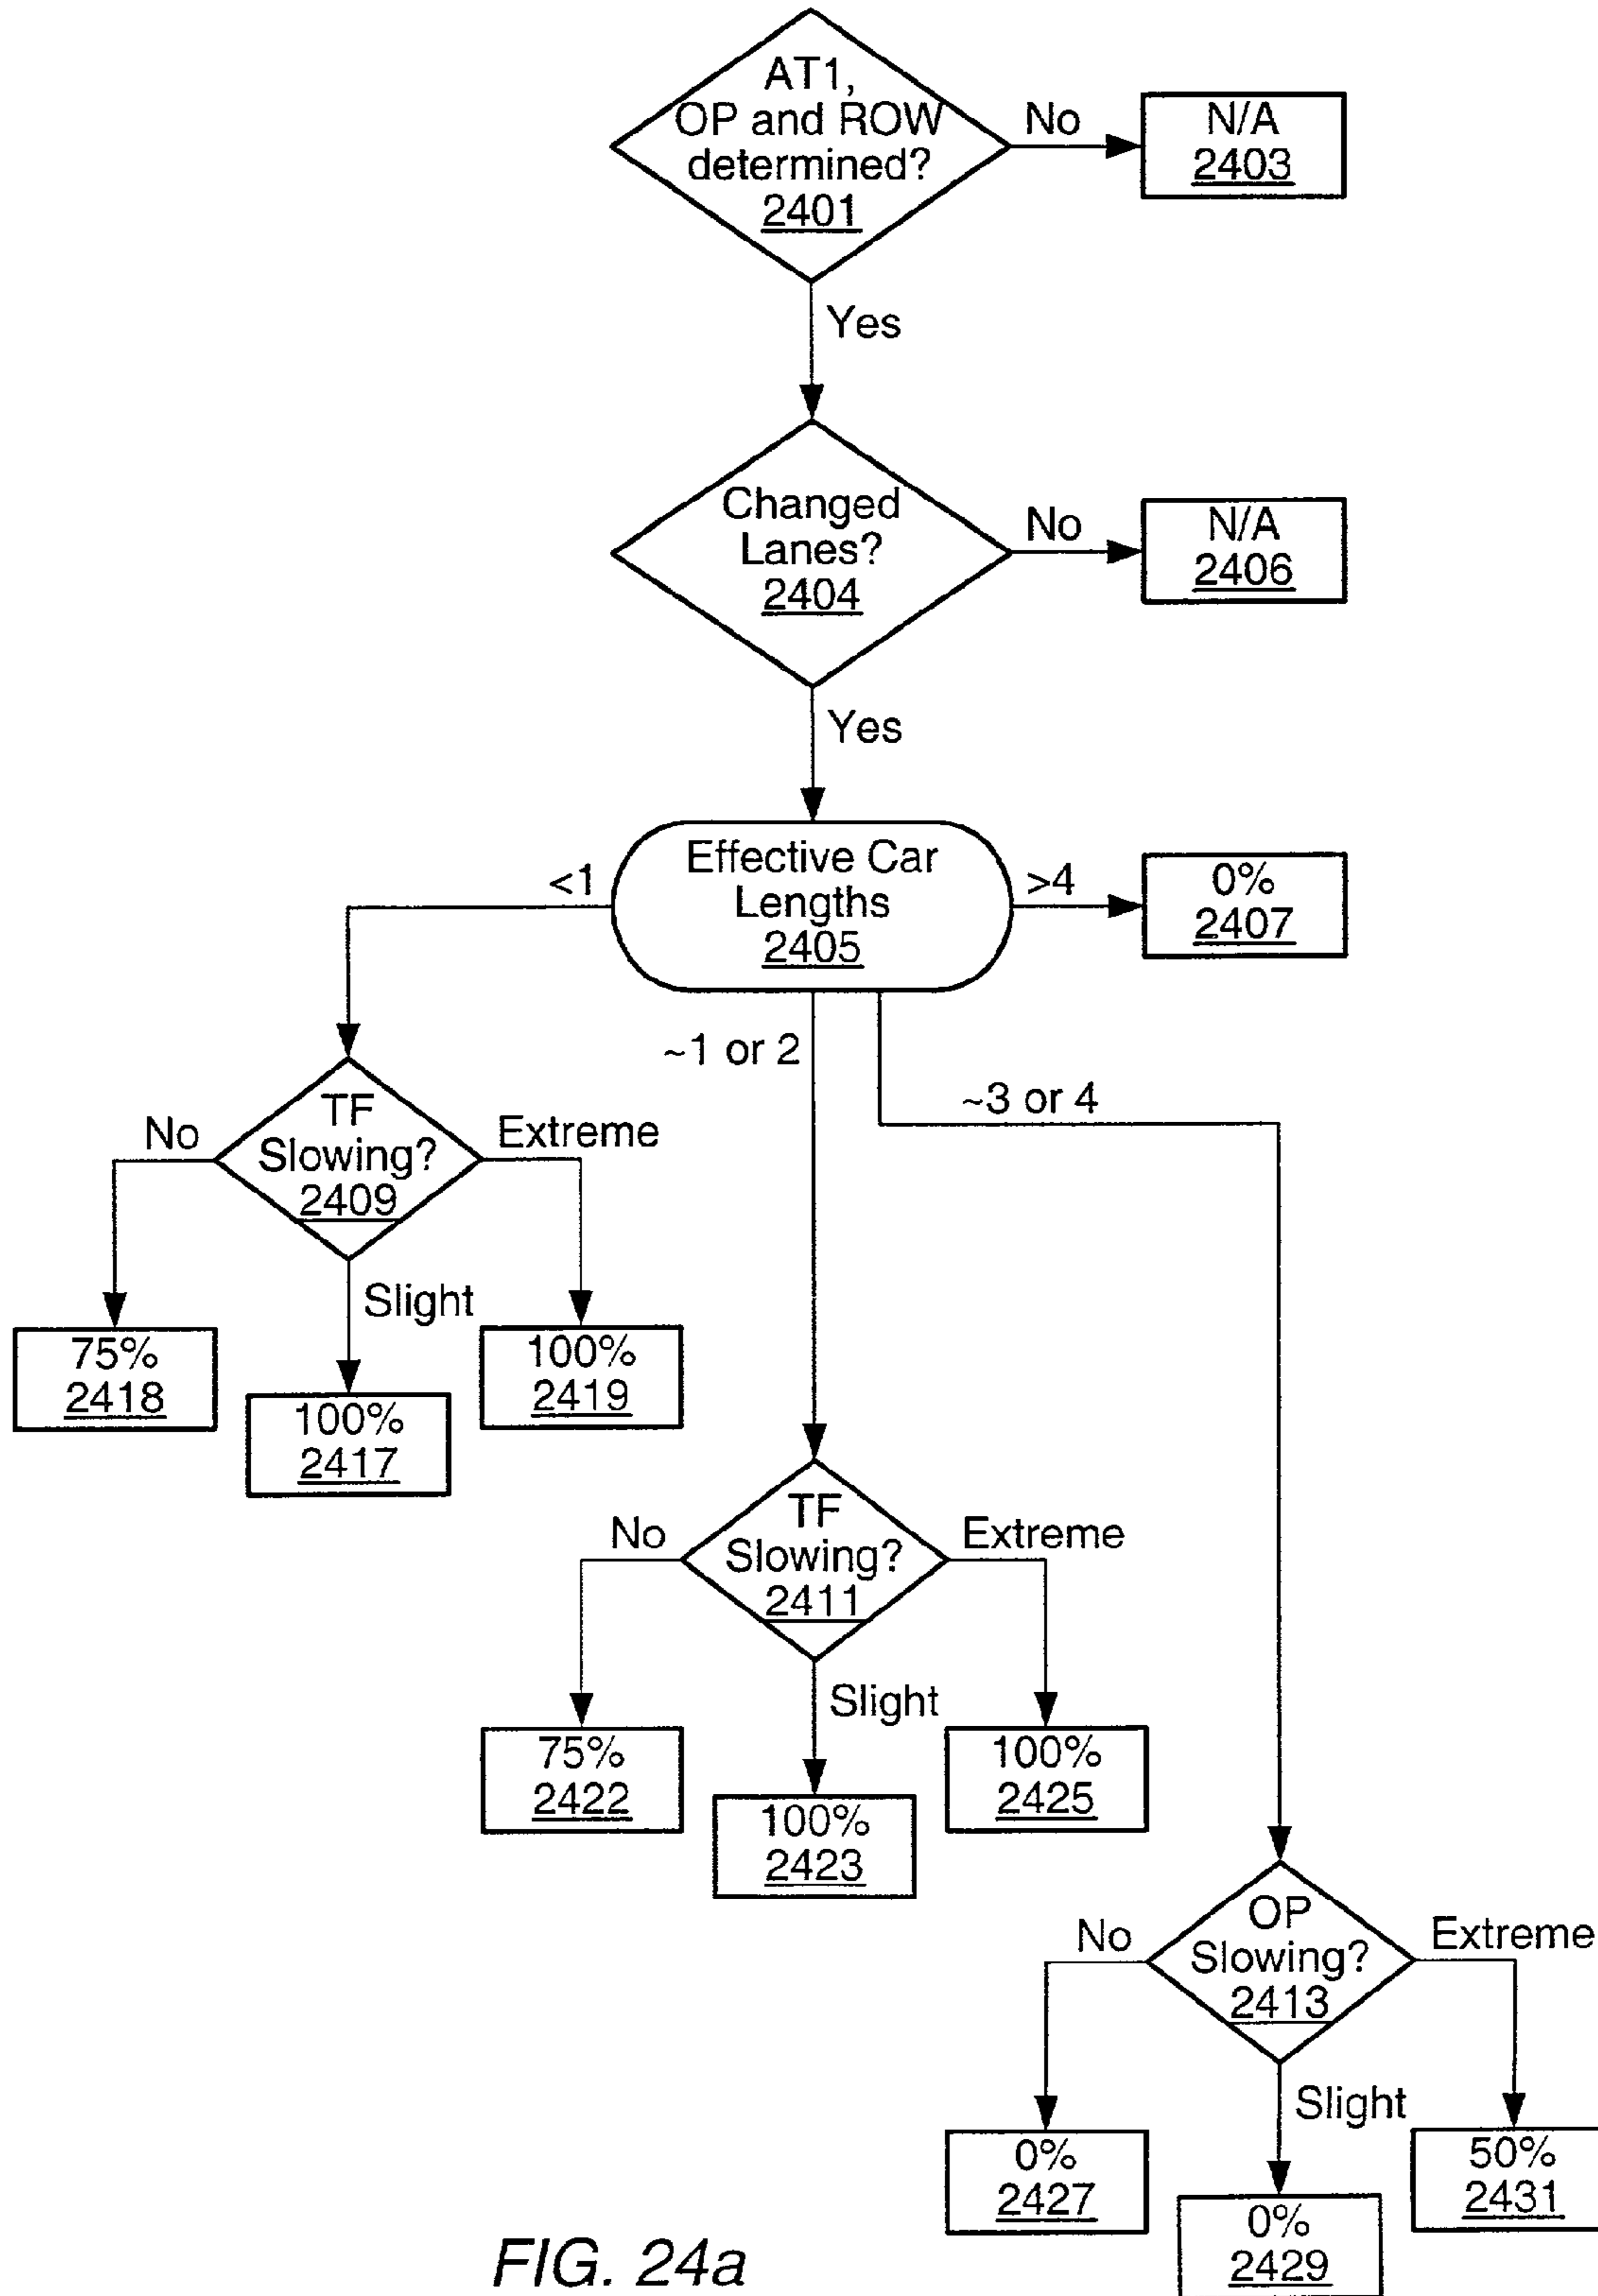 AT1,
OP and ROW
determined?
2401
No
N/A
2403
Yes
Changed
Lanes?
2404
No
N/A
2406
Yes
Effective Car
Lengths
2405
<1
>4
0%
2407
~1 or 2
~3 or 4
TF
Slowing?
2409
No
Extreme
Slight
75%
2418
100%
2417
100%
2419
TF
Slowing?
2411
No
Extreme
Slight
75%
2422
100%
2423
100%
2425
OP
Slowing?
2413
No
Extreme
Slight
0%
2427
0%
2429
50%
2431
FIG. 24a